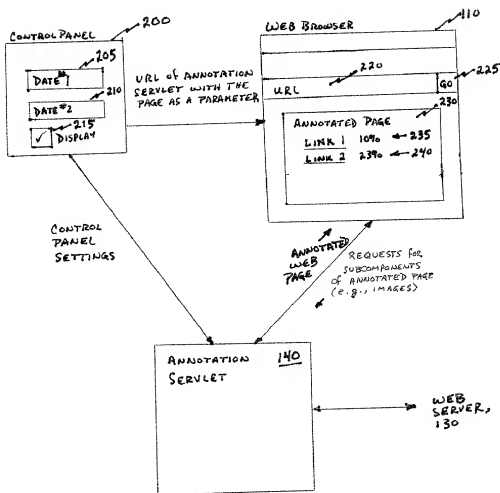 CONTROL PANEL
200
205
DATE #1
210
DATE #2
215
✓ DISPLAY
URL OF ANNOTATION
SERVLET WITH THE
PAGE AS A PARAMETER
WEB BROWSER
110
220
225
URL
GO
230
ANNOTATED PAGE
LINK 1 10% 235
LINK 2 23% 240
CONTROL
PANEL
SETTINGS
ANNOTATED
WEB
PAGE
REQUESTS FOR
SUBCOMPONENTS
OF ANNOTATED PAGE
(e.g., IMAGES)
ANNOTATION 140
SERVLET
WEB
SERVER,
130